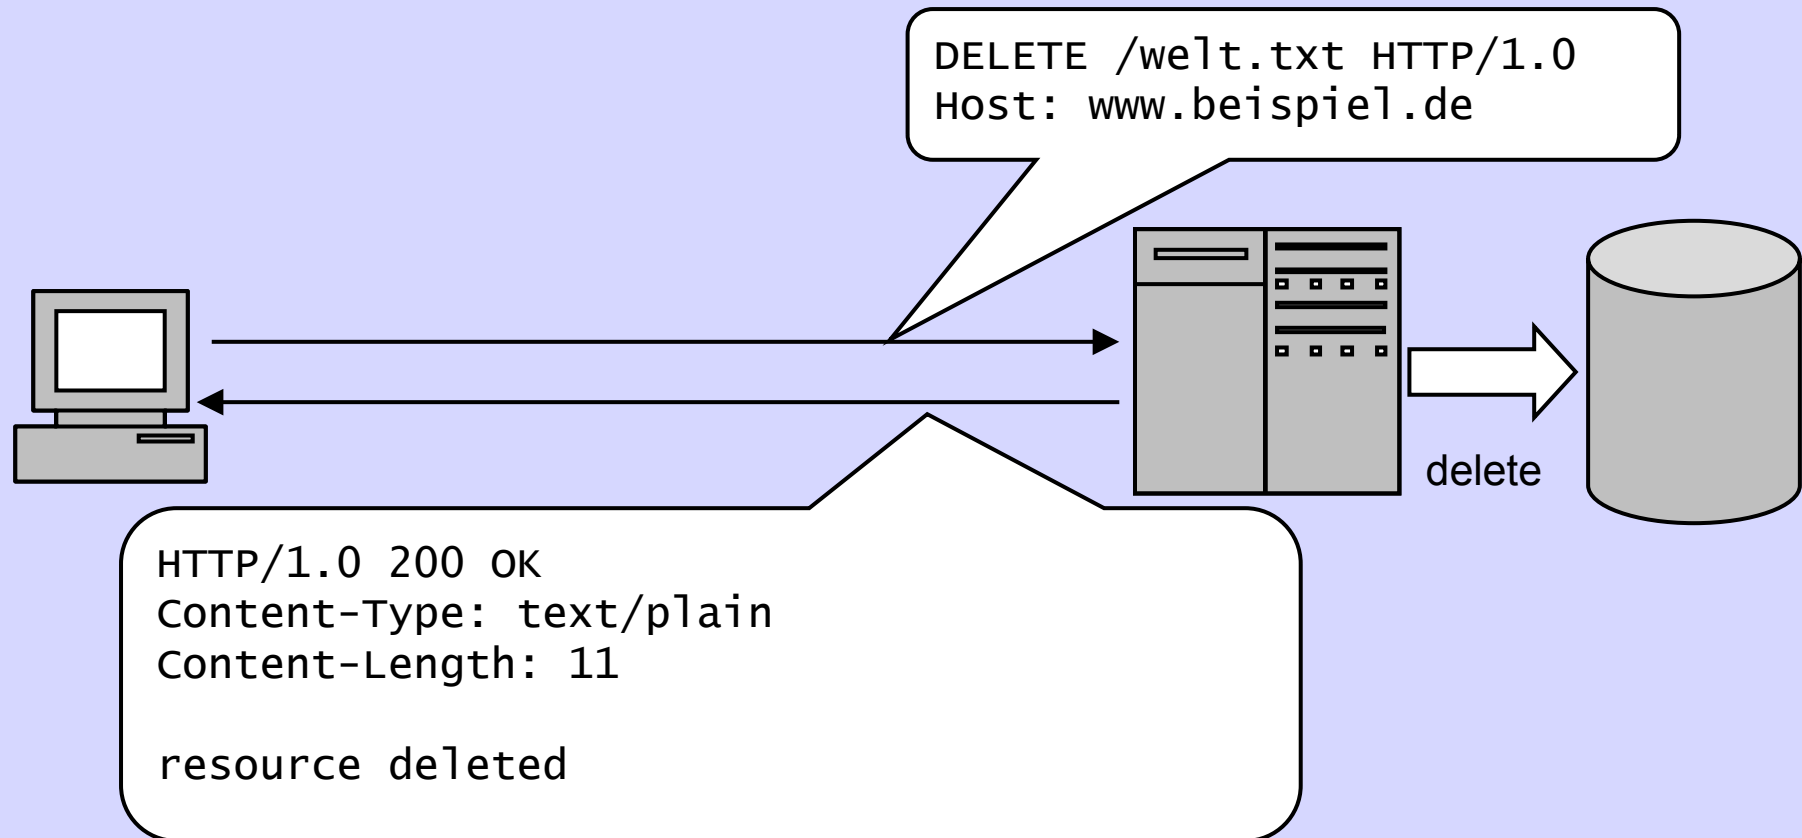 DELETE /welt.txt HTTP/1.0
Host: www.beispiel.de
delete
HTTP/1.0 200 OK
Content-Type: text/plain
Content-Length: 11
resource deleted